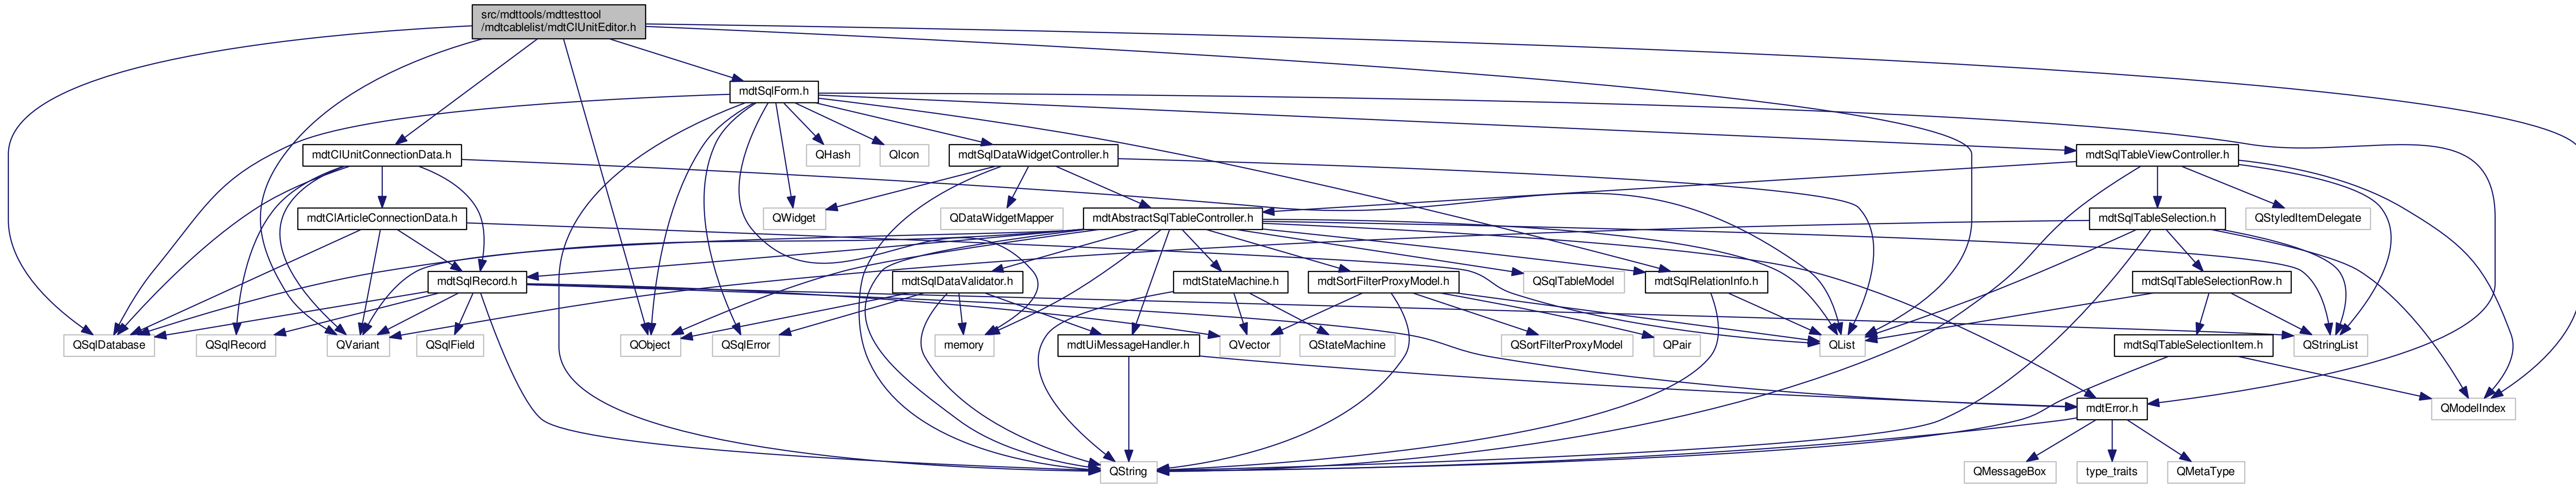 src/mdttools/mdttesttool
/mdtcablelist/mdtClUnitEditor.h
mdtSqlForm.h
mdtClUnitConnectionData.h
QHash
QIcon
mdtSqlDataWidgetController.h
mdtSqlTableViewController.h
mdtClArticleConnectionData.h
QWidget
QDataWidgetMapper
mdtAbstractSqlTableController.h
mdtSqlTableSelection.h
QStyledItemDelegate
mdtSqlRecord.h
mdtSqlDataValidator.h
mdtStateMachine.h
mdtSortFilterProxyModel.h
QSqlTableModel
mdtSqlRelationInfo.h
mdtSqlTableSelectionRow.h
QSqlDatabase
QSqlRecord
QVariant
QSqlField
QObject
QSqlError
memory
mdtUiMessageHandler.h
QVector
QStateMachine
QSortFilterProxyModel
QPair
QList
mdtSqlTableSelectionItem.h
QStringList
mdtError.h
QModelIndex
QString
QMessageBox
type_traits
QMetaType